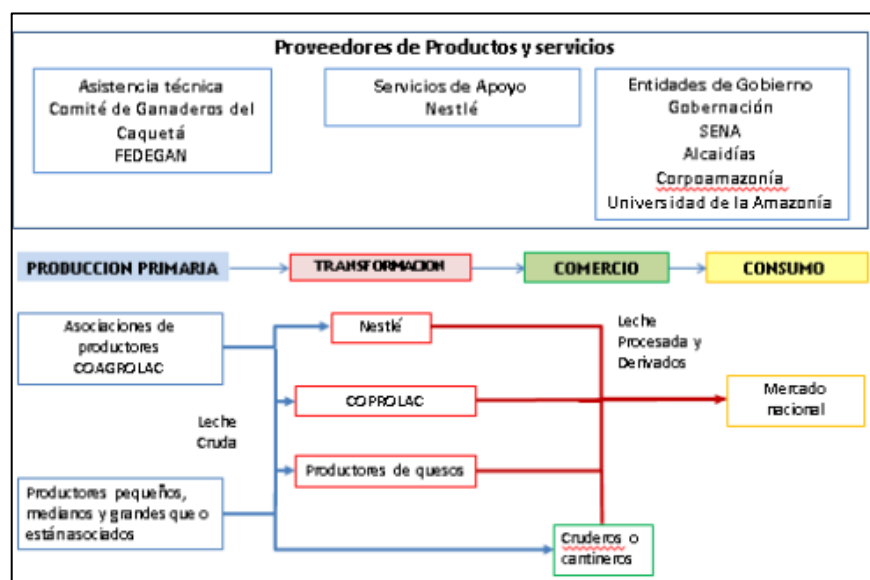 Proveedores de Productos y servicios
Asistencia técnica
Comité de Ganaderos del
Caquetá
FEDEGAN
Servicios de Apoyo
Nestlé
Entidades de Gobierno
Gobernación
SENA
Alcaidías
Corpoamazonía
Universidad de la Amazonía
PRODUCCION PRIMARIA
TRANSFORMACION
COMERCIO
CONSUMO
Asociaciones de
productores
COAGROLAC
Nestlé
Leche
Procesada y
Derivados
Mercado
nacional
COPROLAC
Leche
Cruda
Productores de quesos
Productores pequeños,
medianos y grandes que o
estánasociados
Cruderos o
cantineros